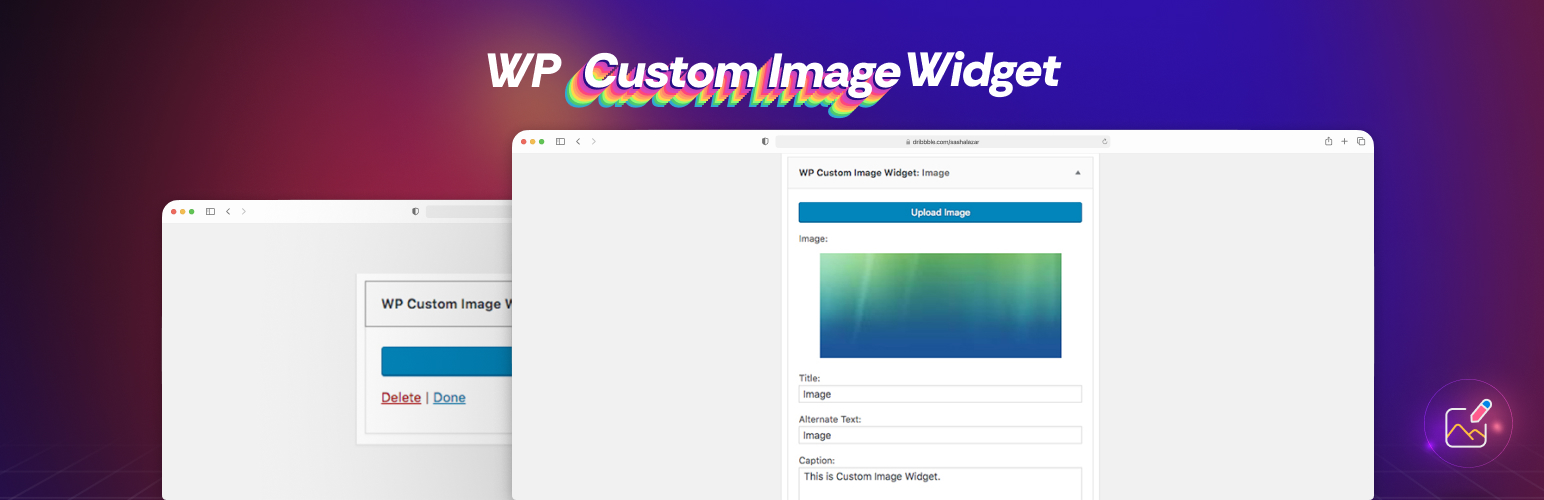 WP Custom Image Widget
dribbble.com/sashalazar
WP Custom Image Widget: Image
Upload Image
Image:
Title:
Image
Alternate Text:
Image
Caption:
This is Custom Image Widget.
WP Custom Image W
Delete | Done